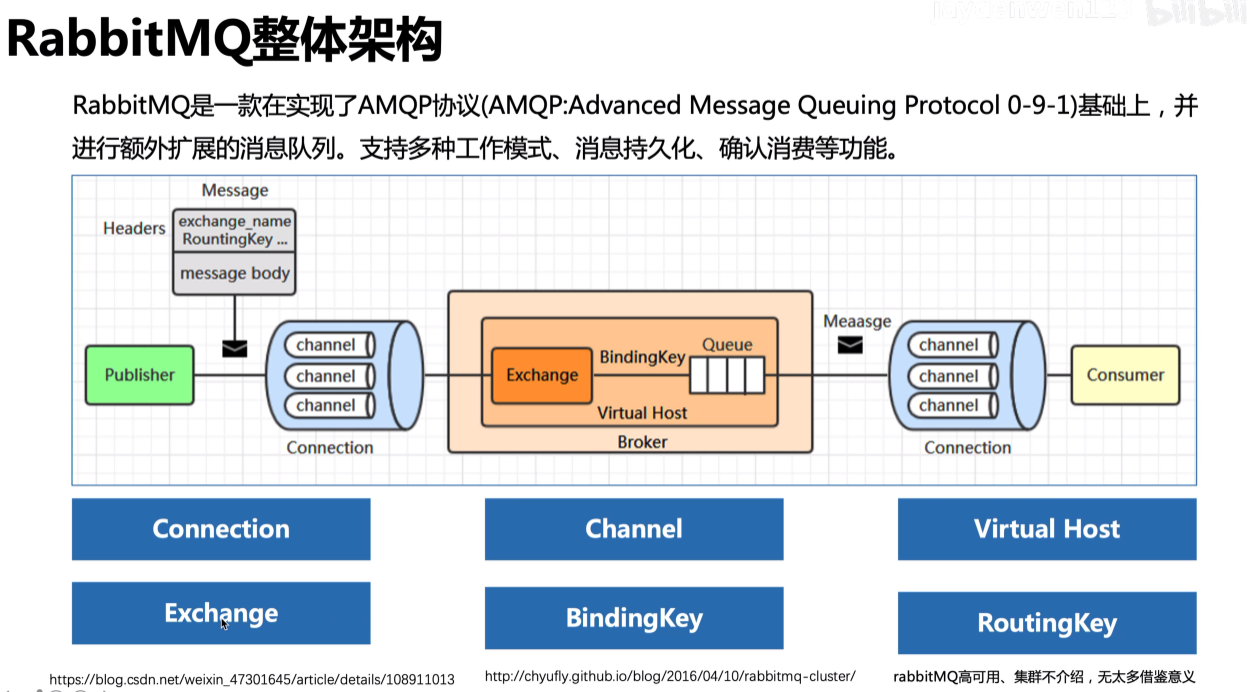 RabbitMQ整体架构
bilibili
RabbitMQ是一款在实现了AMQP协议(AMQP:Advanced Message Queuing Protocol 0-9-1)基础上，并
进行额外扩展的消息队列。支持多种工作模式、消息持久化、确认消费等功能。
Message
Headers
exchange_name
RountingKey ...
message body
Publisher
channel
channel
channel
Connection
Exchange
BindingKey
Queue
Virtual Host
Broker
Meaasge
channel
channel
channel
Connection
Consumer
Connection
Channel
Virtual Host
Exchange
BindingKey
RoutingKey
https://blog.csdn.net/weixin_47301645/article/details/108911013
http://chyufly.github.io/blog/2016/04/10/rabbitmq-cluster/
rabbitMQ高可用、集群不介绍，无太多借鉴意义